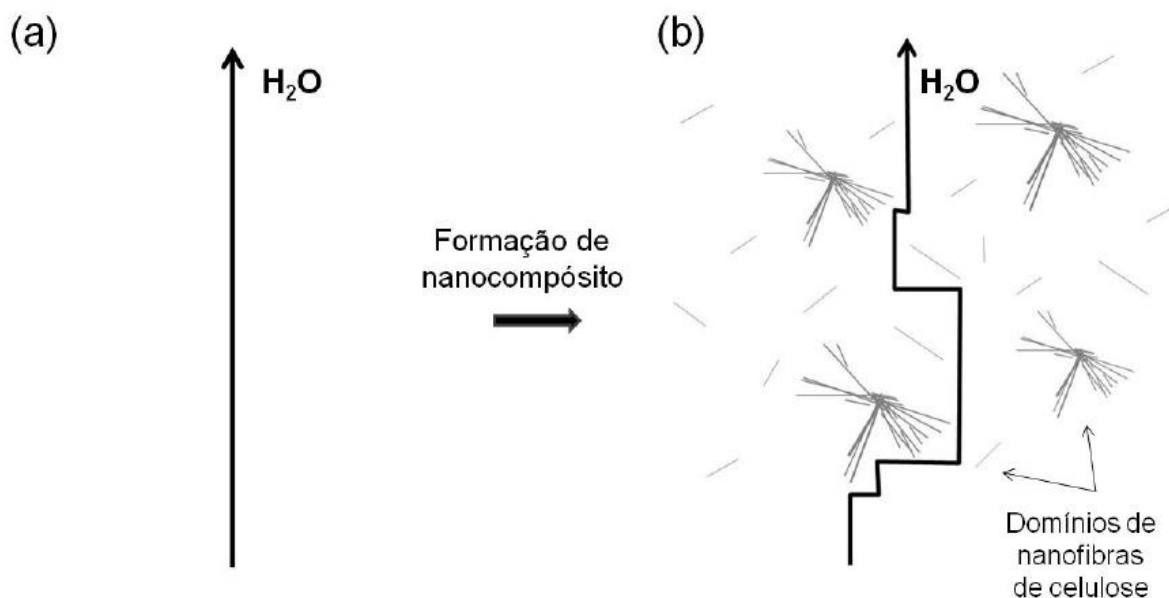 (a)
H₂O
Formação de
nanocompósito
(b)
H₂O
Domínios de
nanofibras
de celulose